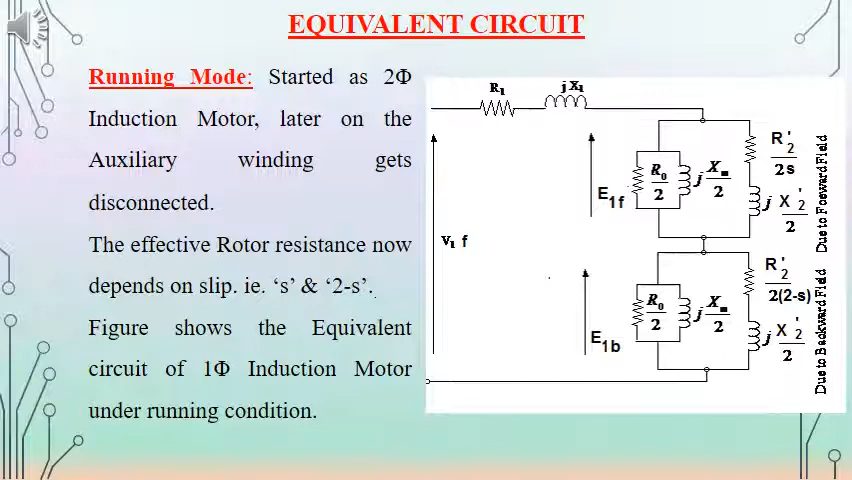 EQUIVALENT CIRCUIT
Running Mode: Started as 2Φ
Induction Motor, later on the
Auxiliary winding gets
disconnected.
The effective Rotor resistance now
depends on slip. ie. ‘s’ & ‘2-s’.
Figure shows the Equivalent
circuit of 1Φ Induction Motor
under running condition.
R1
j X1
V1 f
E1f
R0
2
j Xm
2
R'2
2s
j X'2
2
Due to Foeward Field
E1b
R0
2
j Xm
2
R'2
2(2-s)
j X'2
2
Due to Backward Field